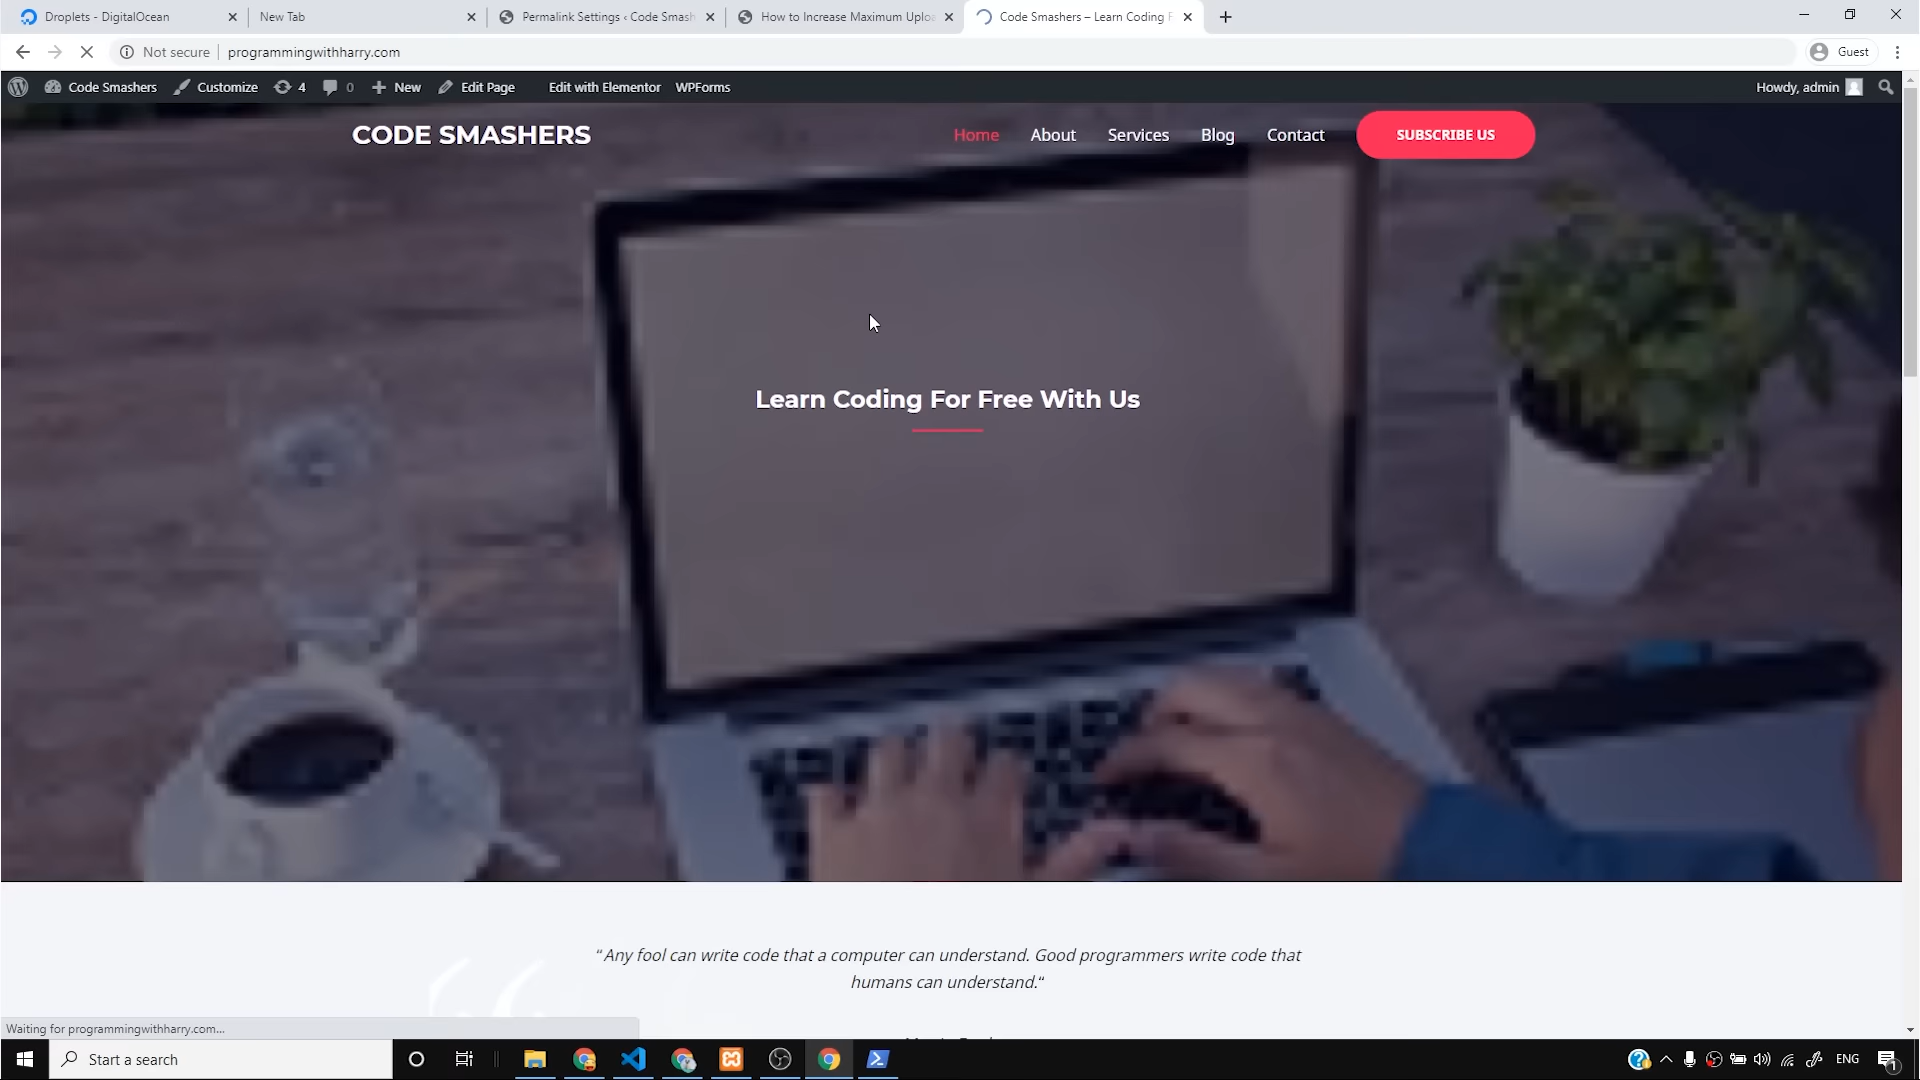 Droplets - DigitalOcean
New Tab
Permalink Settings ‹ Code Smash
How to Increase Maximum Uploa
Code Smashers – Learn Coding F
Not secure
programmingwithharry.com
Guest
Code Smashers
Customize
4
0
New
Edit Page
Edit with Elementor
WPForms
Howdy, admin
CODE SMASHERS
Home
About
Services
Blog
Contact
SUBSCRIBE US
Learn Coding For Free With Us
“Any fool can write code that a computer can understand. Good programmers write code that
humans can understand.“
Waiting for programmingwithharry.com...
Start a search
ENG
1